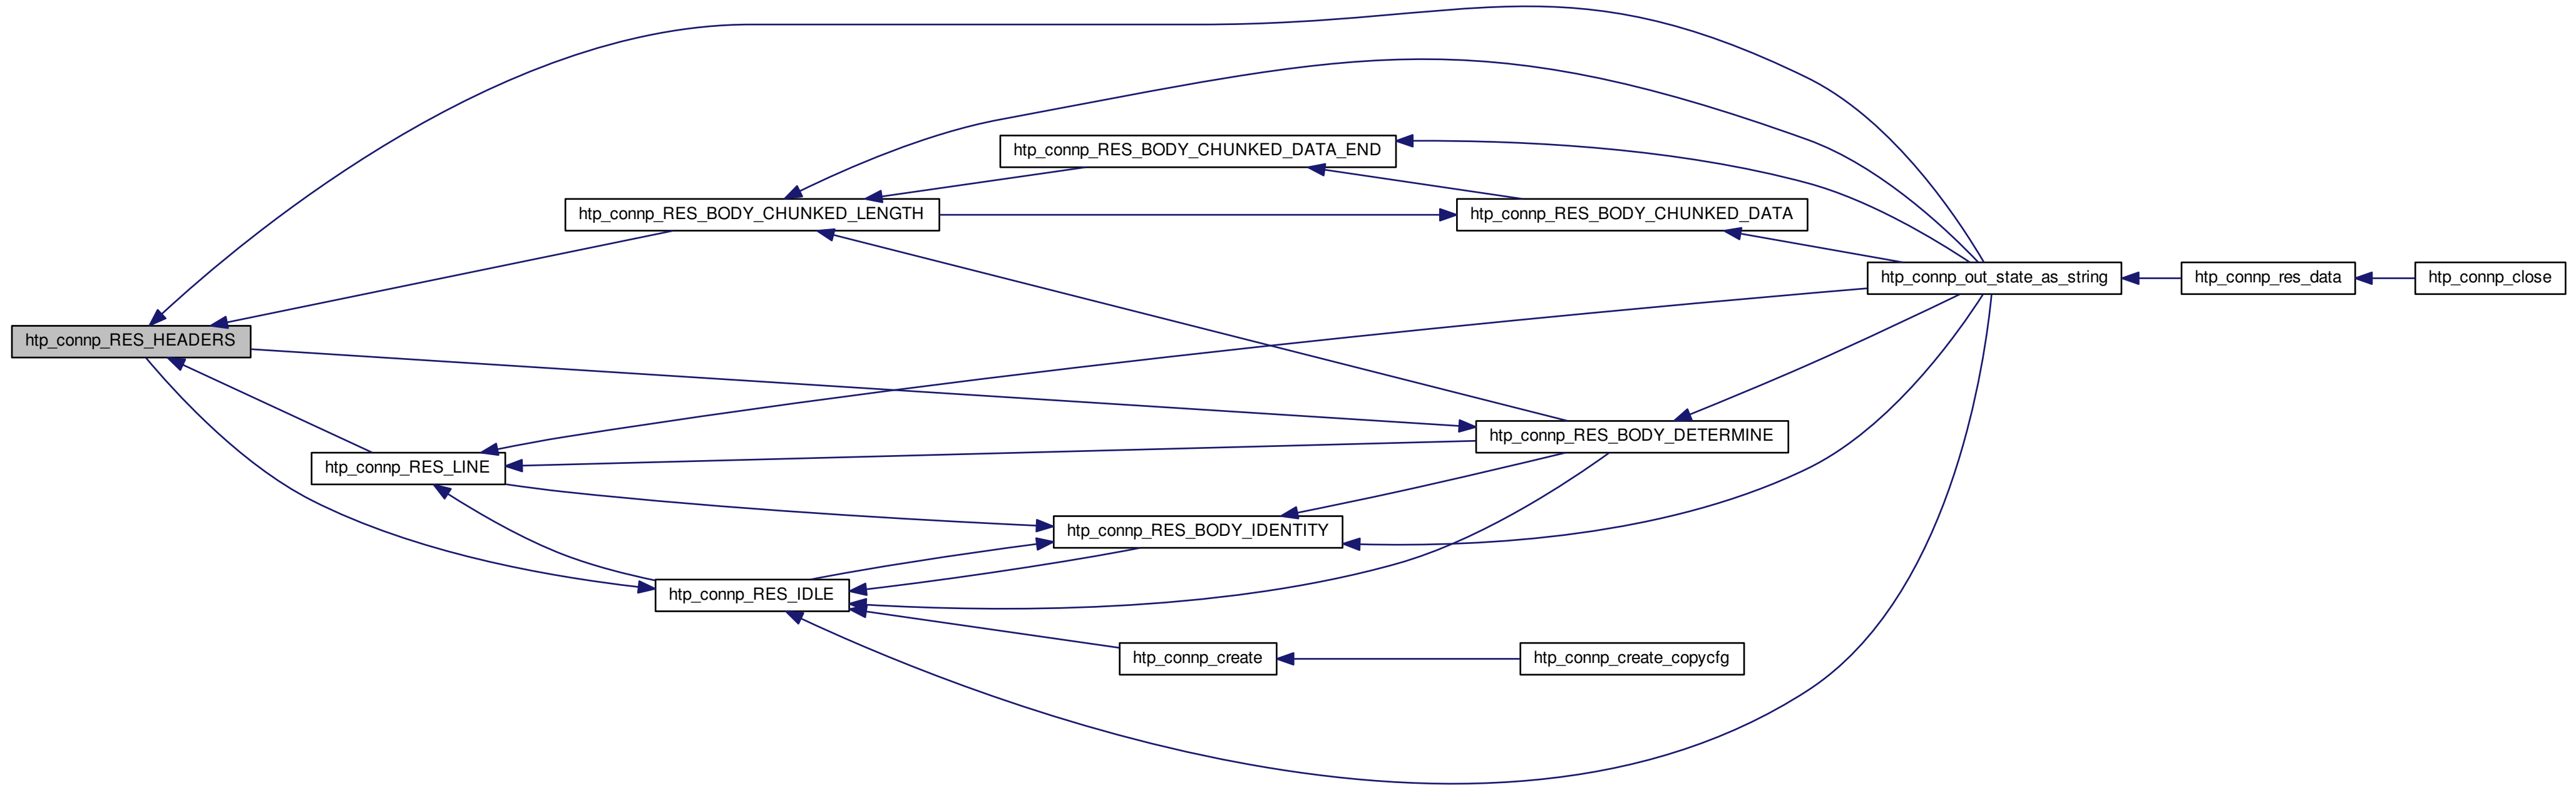 htp_connp_RES_BODY_CHUNKED_DATA_END
htp_connp_RES_BODY_CHUNKED_LENGTH
htp_connp_RES_BODY_CHUNKED_DATA
htp_connp_out_state_as_string
htp_connp_res_data
htp_connp_close
htp_connp_RES_HEADERS
htp_connp_RES_BODY_DETERMINE
htp_connp_RES_LINE
htp_connp_RES_BODY_IDENTITY
htp_connp_RES_IDLE
htp_connp_create
htp_connp_create_copycfg